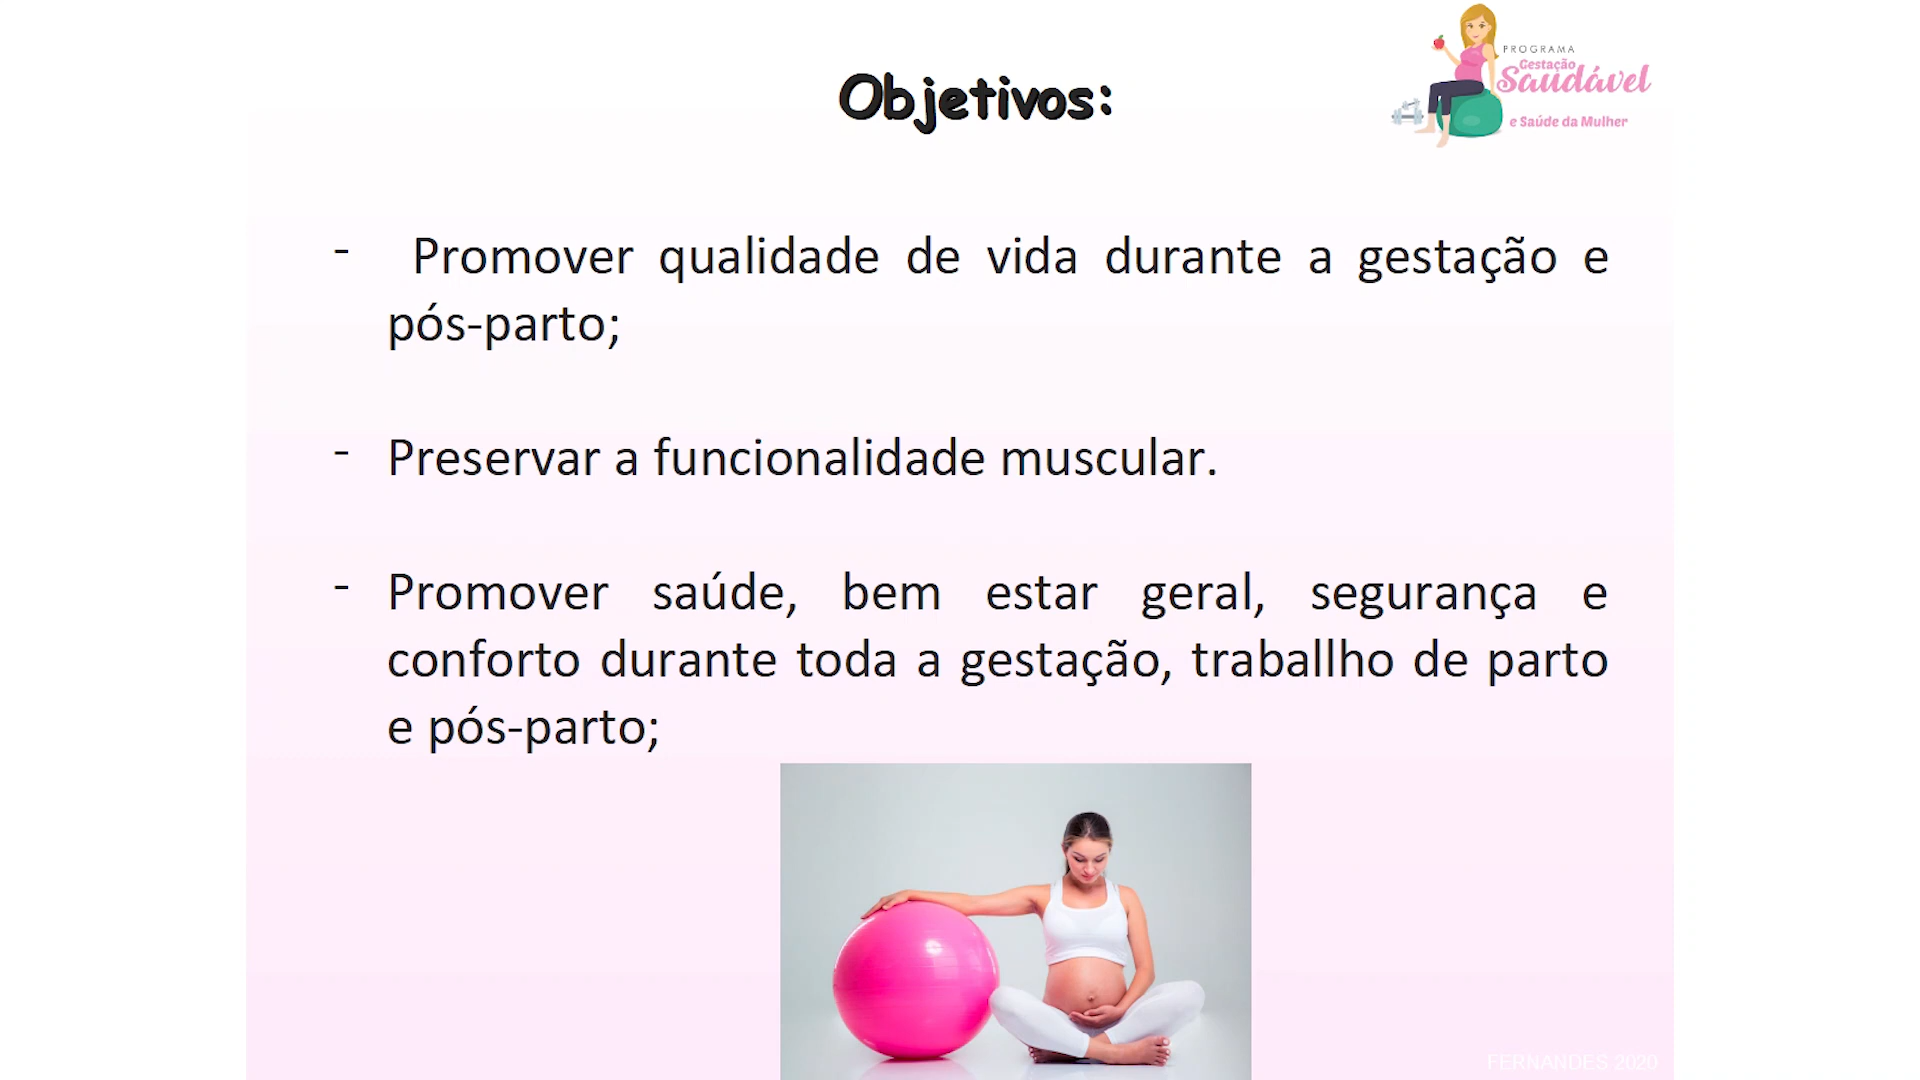 Objetivos:
PROGRAMA
Gestação
Saudável
e Saúde da Mulher
- Promover qualidade de vida durante a gestação e
pós-parto;
- Preservar a funcionalidade muscular.
- Promover saúde, bem estar geral, segurança e
conforto durante toda a gestação, traballho de parto
e pós-parto;
FERNANDES 2020